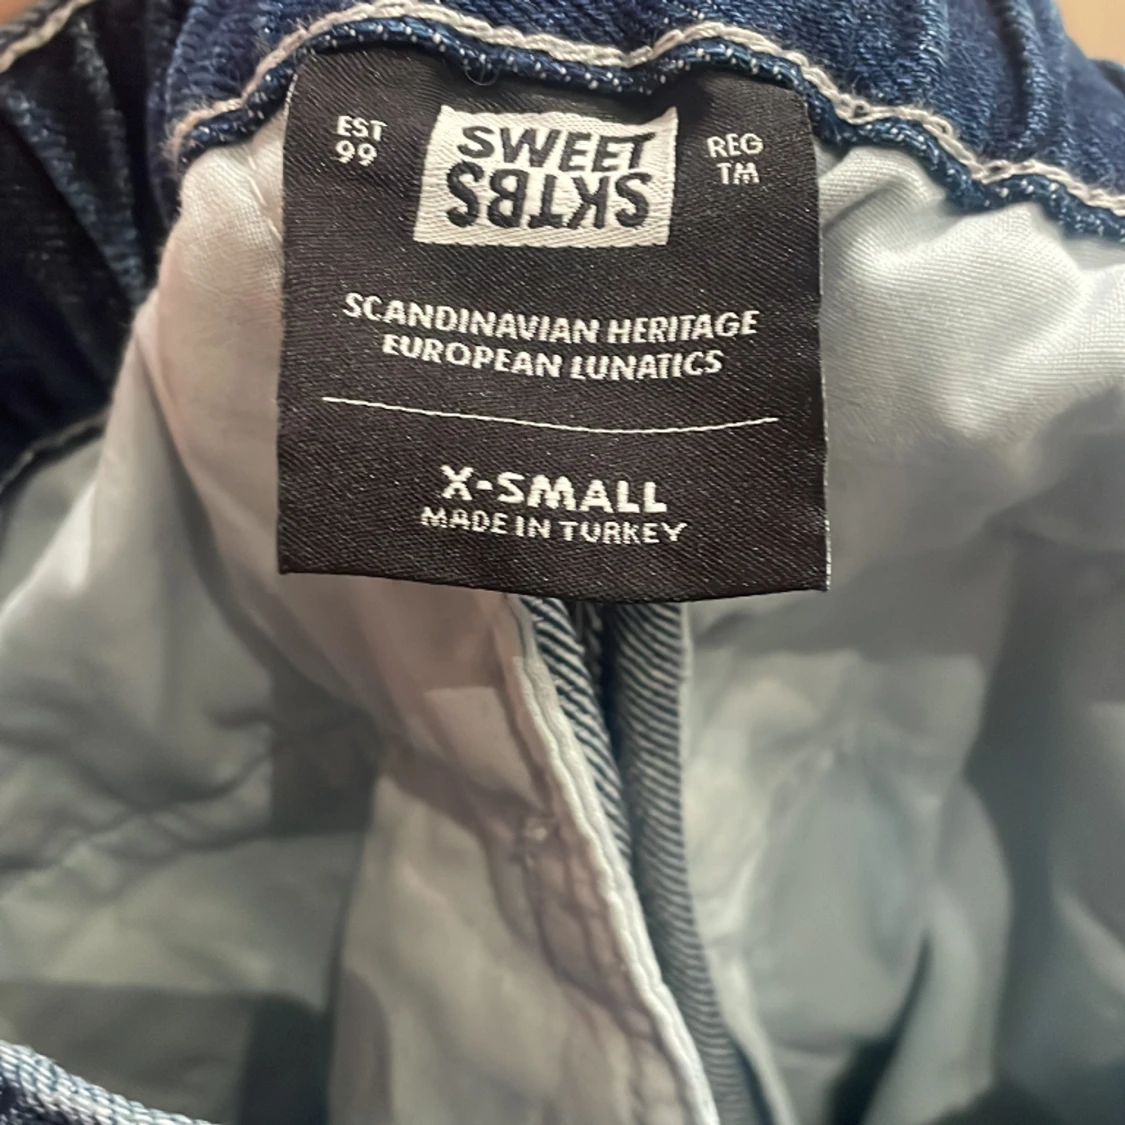 EST
99
SWEET
SKTBS
REG
TM
SCANDINAVIAN HERITAGE
EUROPEAN LUNATICS
X-SMALL
MADE IN TURKEY